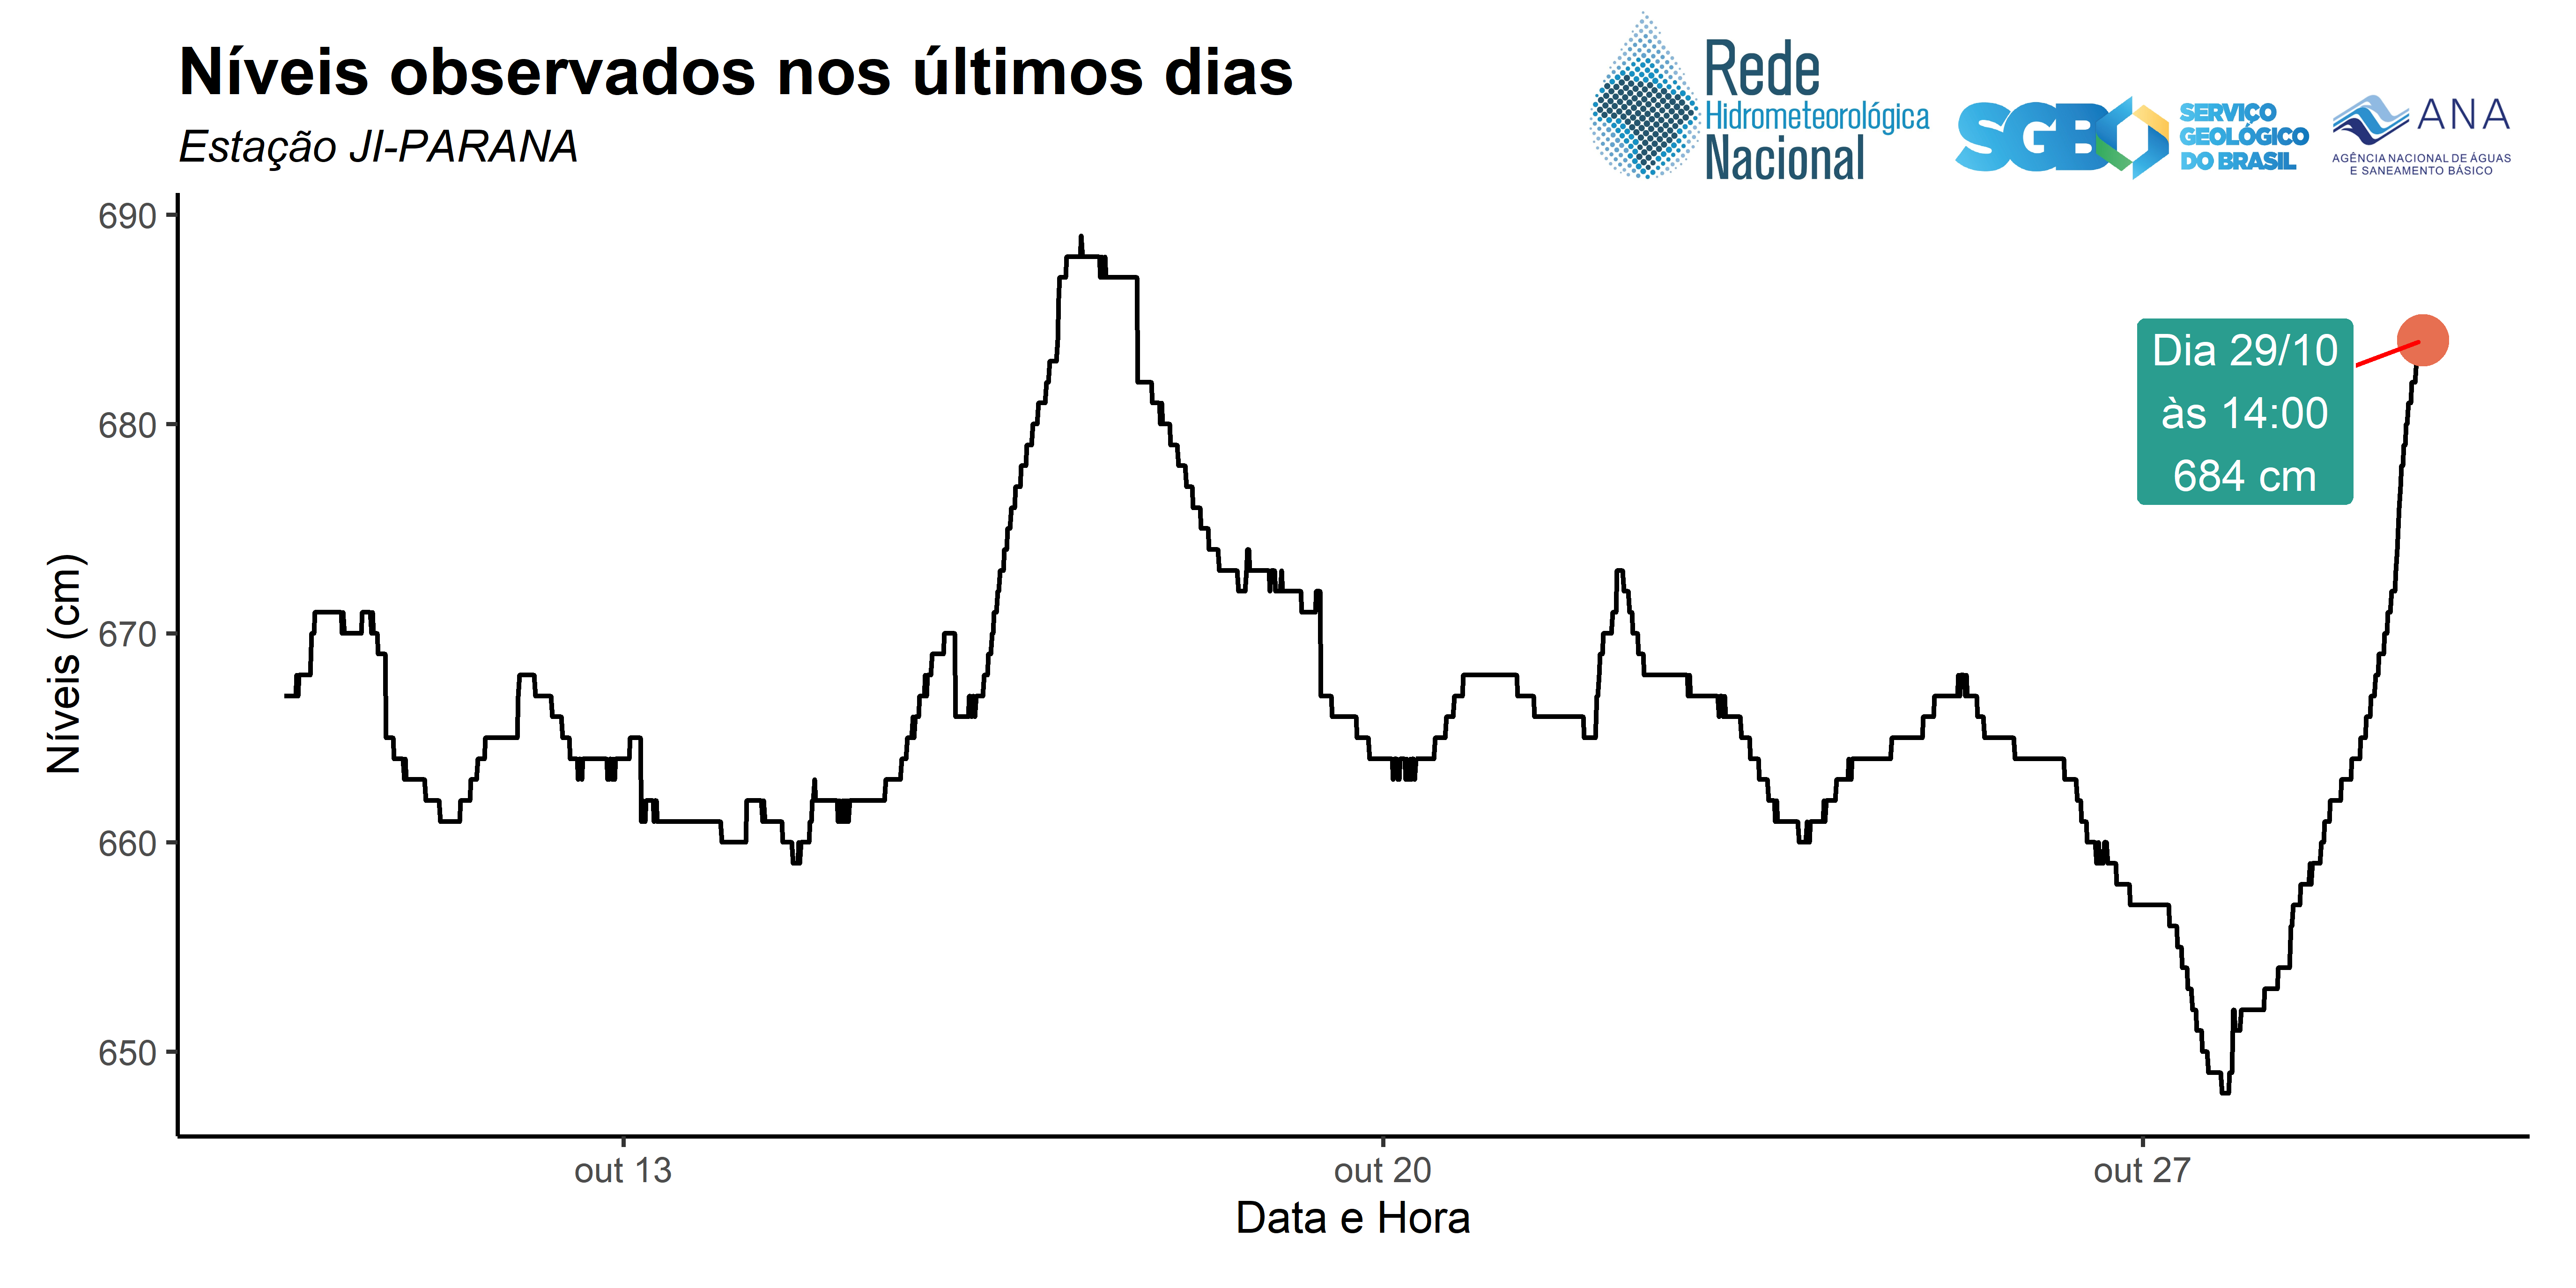 Níveis observados nos últimos dias
Estação JI-PARANA
Rede
Hidrometeorológica
Nacional
SGB
SERVIÇO
GEOLÓGICO
DO BRASIL
ANA
AGÊNCIA NACIONAL DE ÁGUAS
E SANEAMENTO BÁSICO
690
680
670
660
650
Níveis (cm)
Dia 29/10
às 14:00
684 cm
out 13
out 20
out 27
Data e Hora